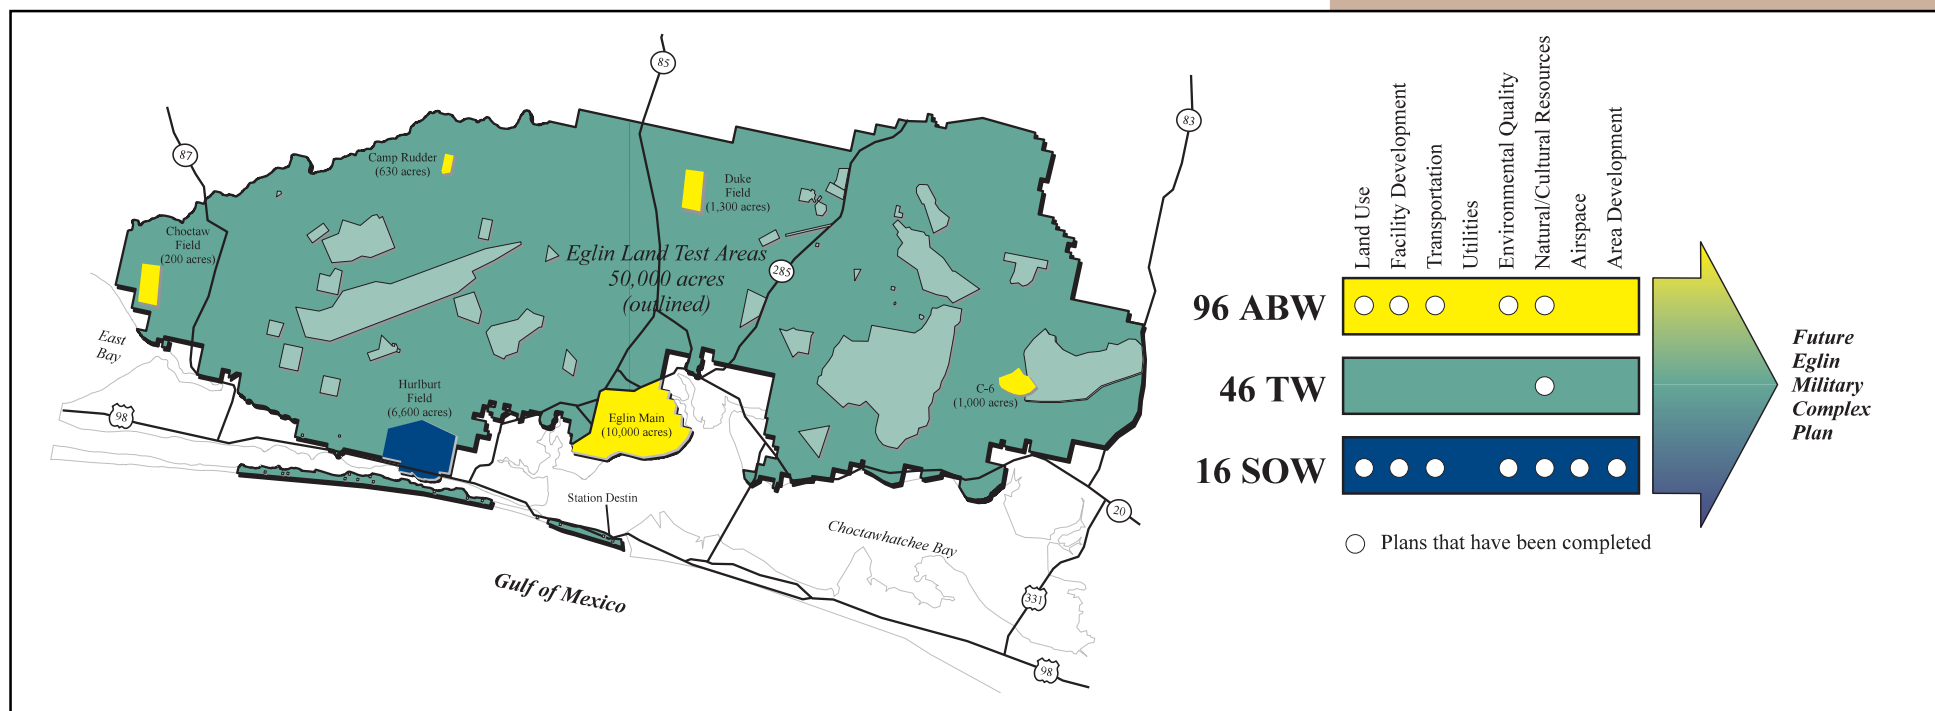 85
83
87
Camp Rudder
(630 acres)
Duke
Field
(1,300 acres)
Choctaw
Field
(200 acres)
Eglin Land Test Areas
50,000 acres
(outlined)
285
East
Bay
Hurlburt
Field
(6,600 acres)
98
Eglin Main
(10,000 acres)
C-6
(1,000 acres)
Station Destin
20
Choctawhatchee Bay
Gulf of Mexico
331
98
Land Use
Facility Development
Transportation
Utilities
Environmental Quality
Natural/Cultural Resources
Airspace
Area Development
96 ABW
46 TW
16 SOW
Plans that have been completed
Future
Eglin
Military
Complex
Plan